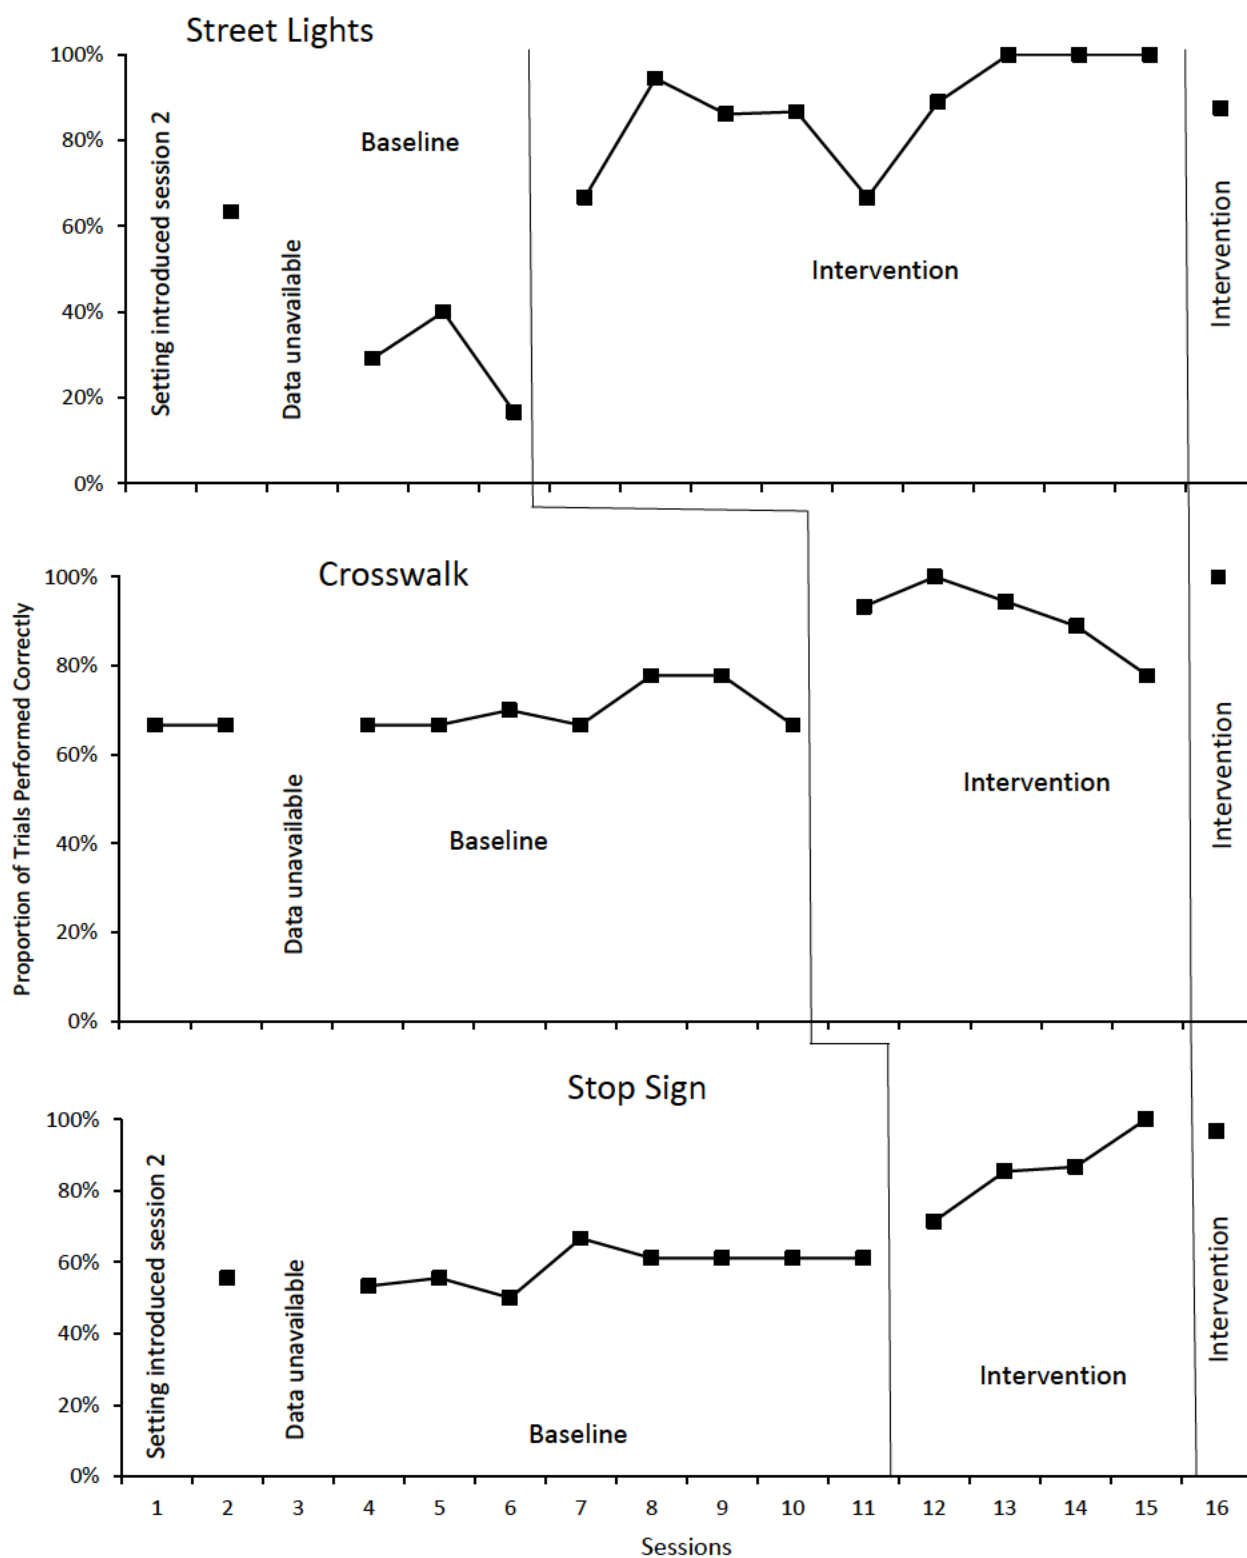 Street Lights
100%
80%
60%
40%
20%
0%
Setting introduced session 2
Data unavailable
Baseline
Intervention
Intervention
Proportion of Trials Performed Correctly
Crosswalk
100%
80%
60%
40%
20%
0%
Data unavailable
Baseline
Intervention
Intervention
Stop Sign
100%
80%
60%
40%
20%
0%
Setting introduced session 2
Data unavailable
Baseline
Intervention
Intervention
1 2 3 4 5 6 7 8 9 10 11 12 13 14 15 16
Sessions